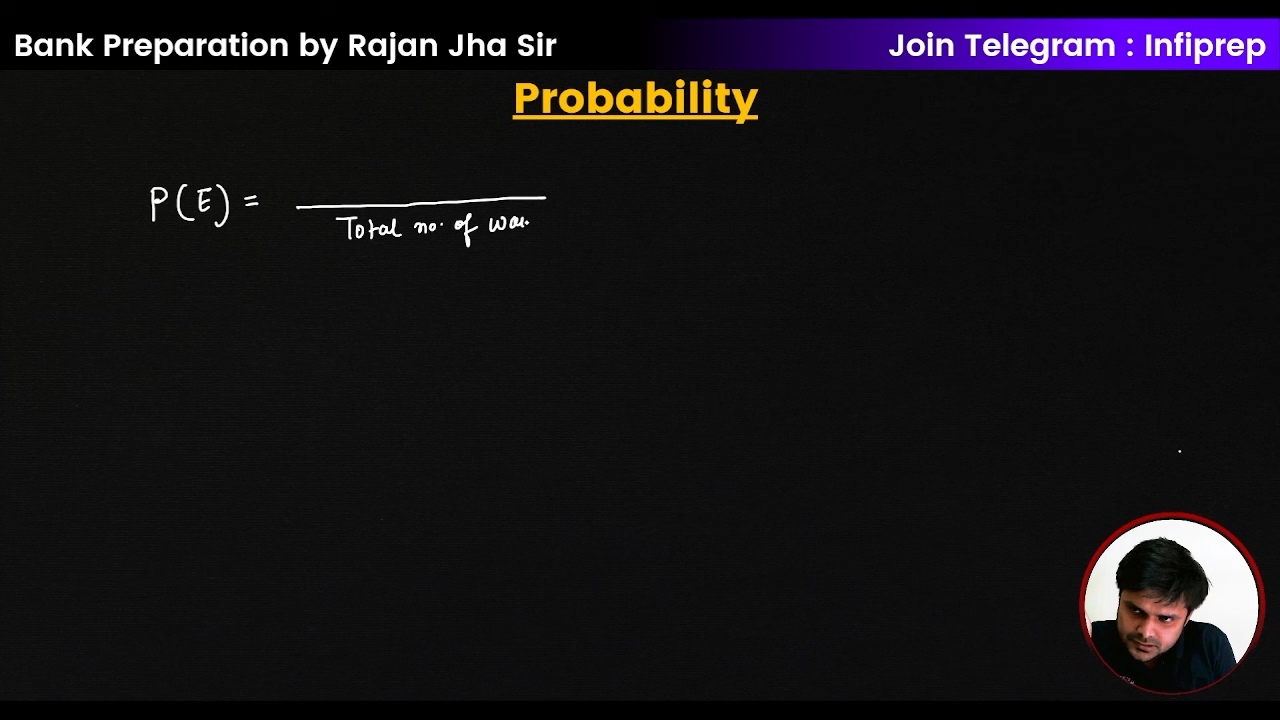 Bank Preparation by Rajan Jha Sir
Join Telegram : Infiprep
Probability
P(E) =
Total no. of